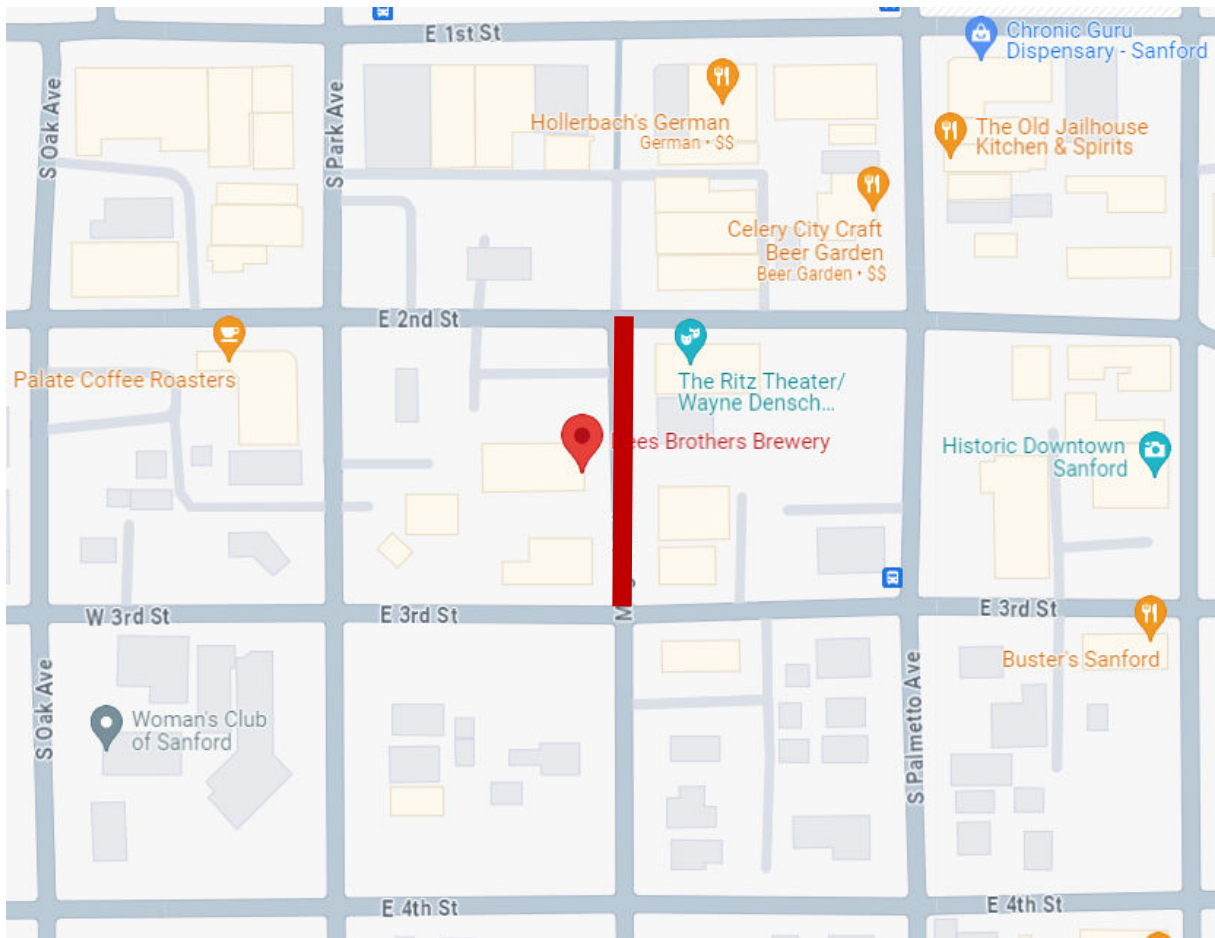 E 1st St
Chronic Guru
Dispensary - Sanford
S Oak Ave
S Park Ave
Hollerbach's German
German • $$
The Old Jailhouse
Kitchen & Spirits
Celery City Craft
Beer Garden
Beer Garden • $$
E 2nd St
Palate Coffee Roasters
The Ritz Theater/
Wayne Densch...
Brothers Brewery
Historic Downtown
Sanford
W 3rd St
E 3rd St
E 3rd St
Buster's Sanford
S Oak Ave
Woman's Club
of Sanford
S Palmetto Ave
E 4th St
E 4th St